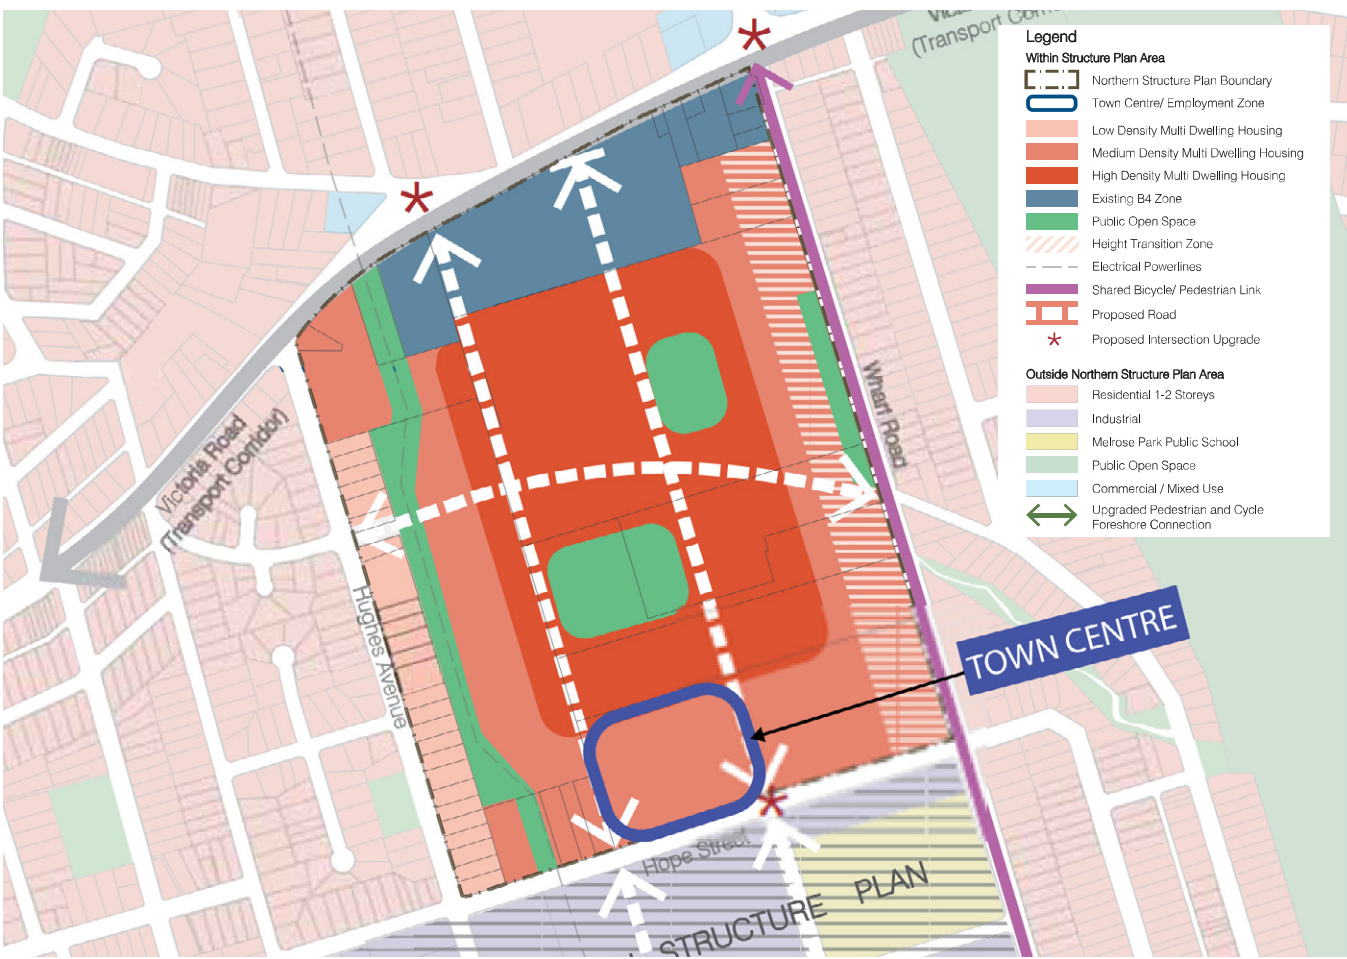 (Transport Corr
Legend
Within Structure Plan Area
Northern Structure Plan Boundary
Town Centre/ Employment Zone
Low Density Multi Dwelling Housing
Medium Density Multi Dwelling Housing
High Density Multi Dwelling Housing
Existing B4 Zone
Public Open Space
Height Transition Zone
Electrical Powerlines
Shared Bicycle/ Pedestrian Link
Proposed Road
Proposed Intersection Upgrade
Outside Northern Structure Plan Area
Residential 1-2 Storeys
Industrial
Melrose Park Public School
Public Open Space
Commercial / Mixed Use
Upgraded Pedestrian and Cycle
Foreshore Connection
Victoria Road
(Transport Corridor)
Wharf Road
Hughes Avenue
TOWN CENTRE
Hope Street
STRUCTURE PLAN